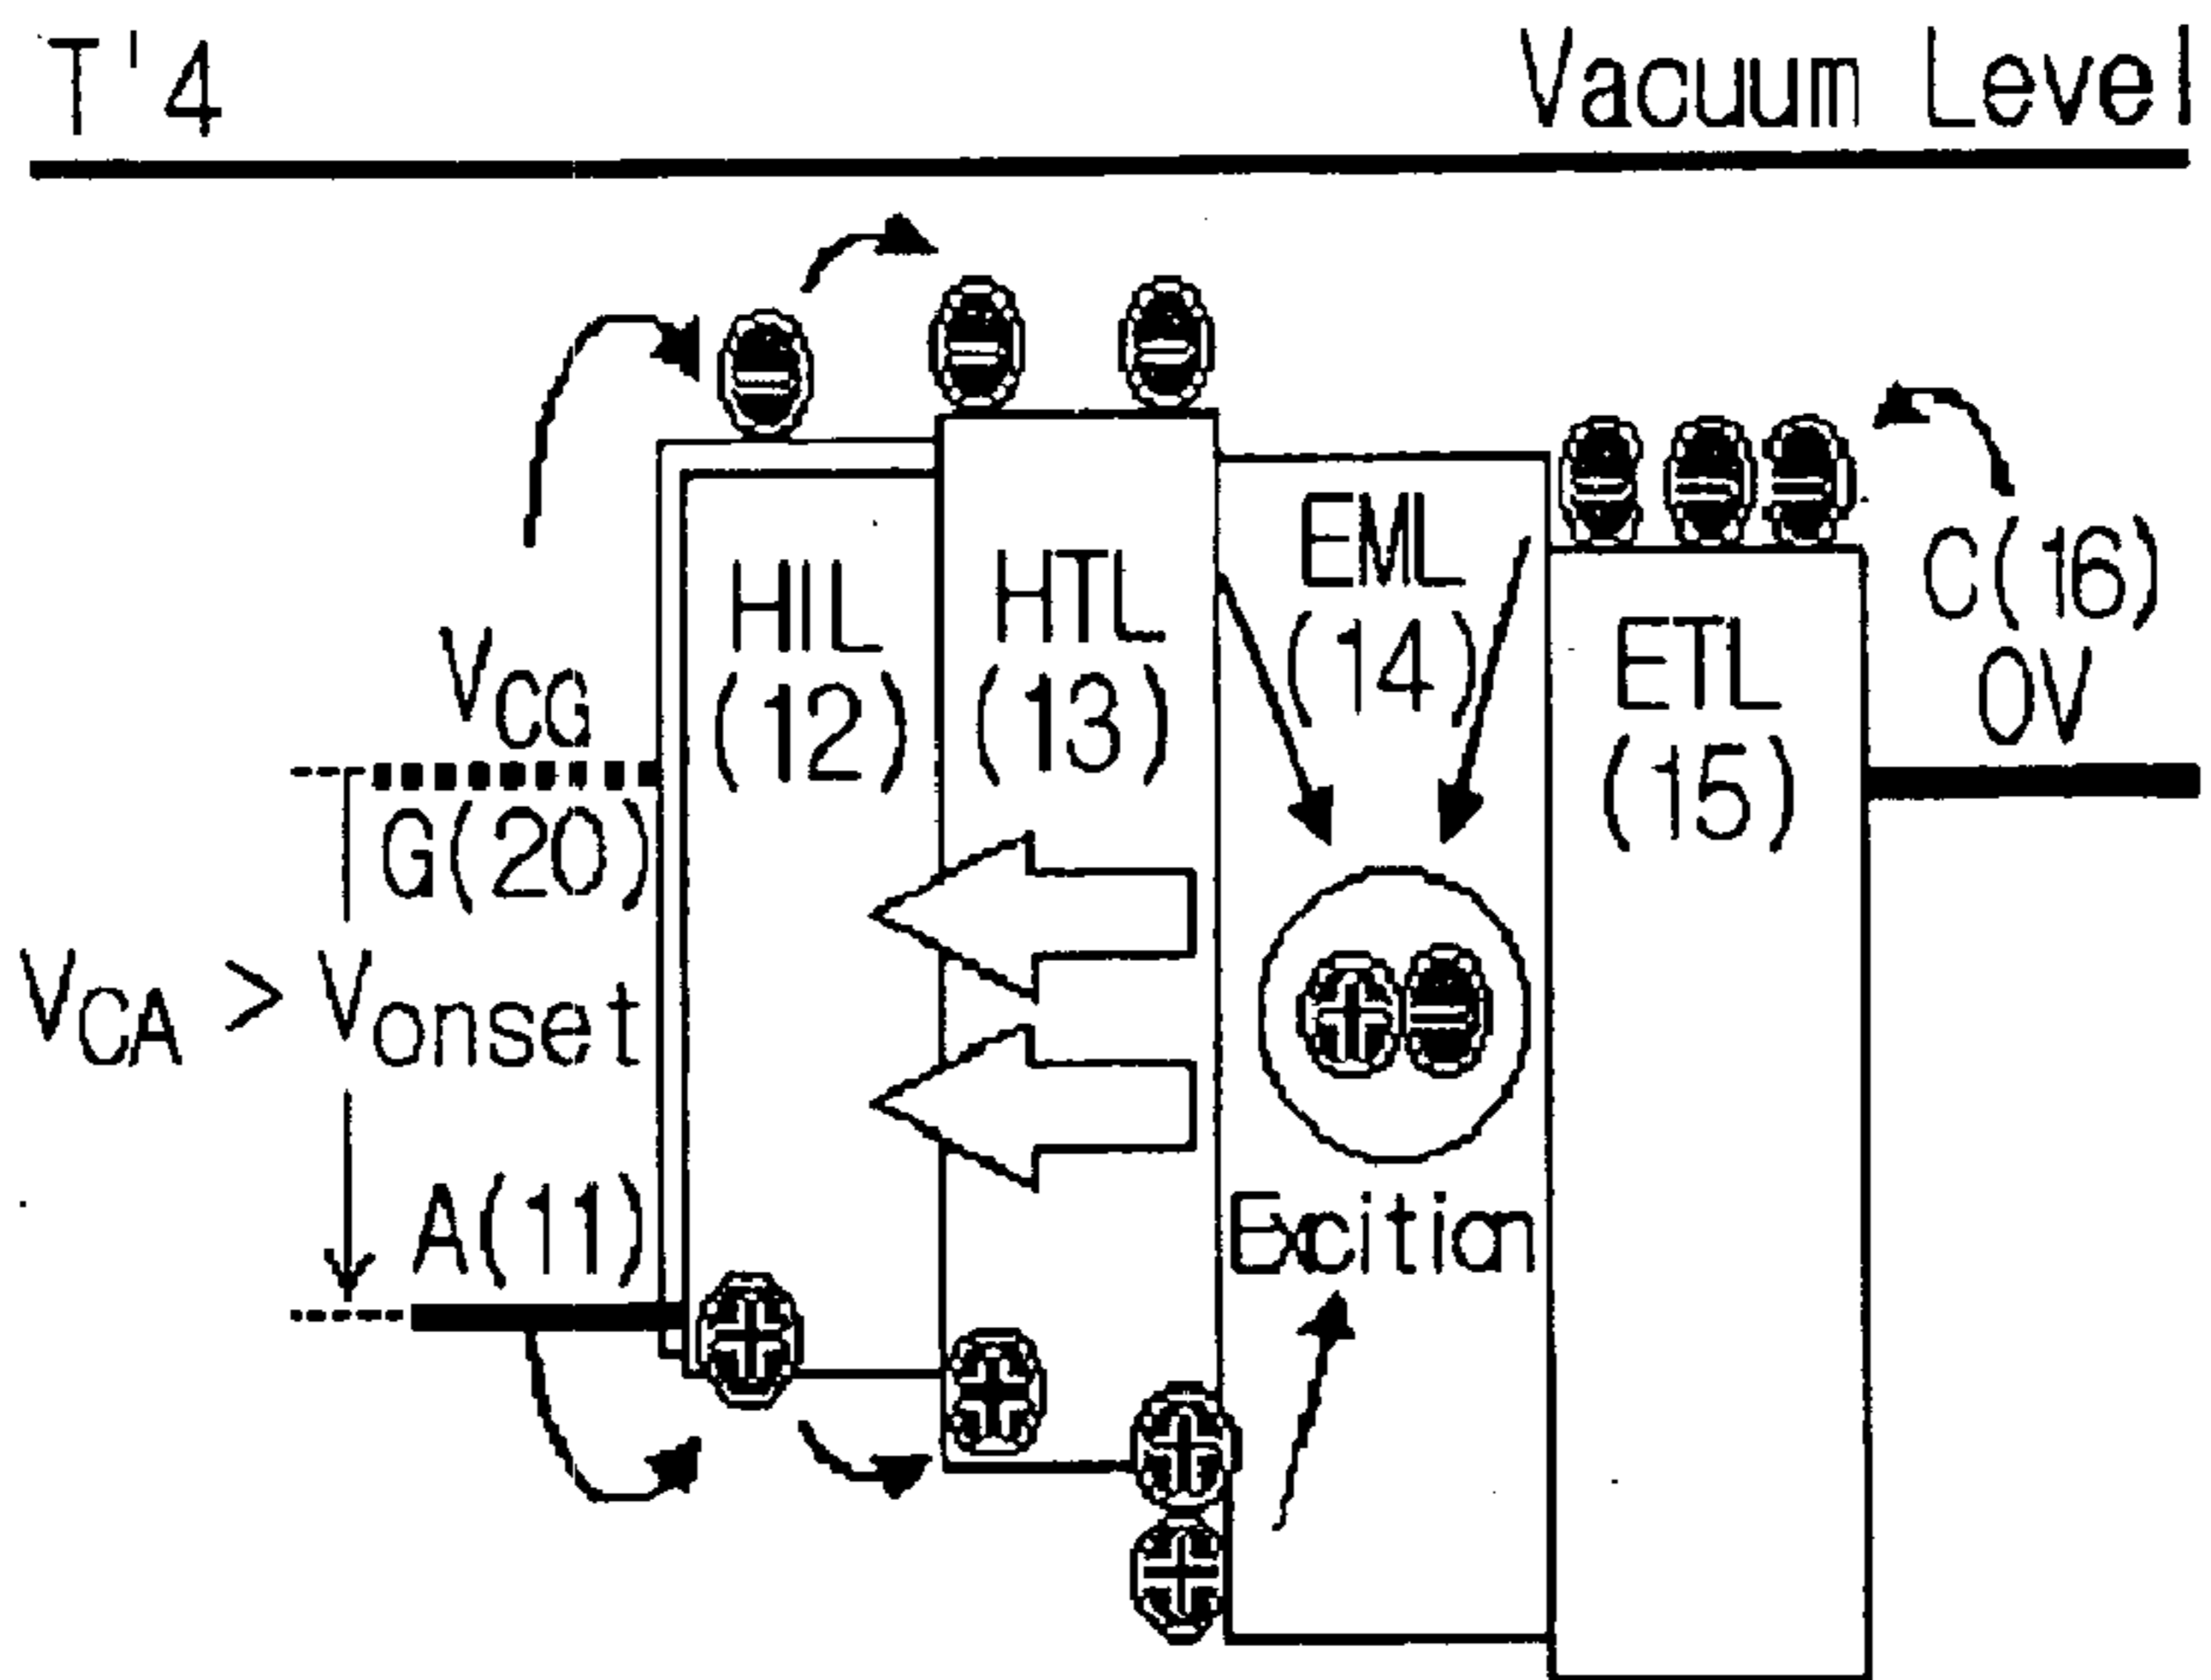 T'4
Vacuum Level
HIL
(12)
HTL
(13)
EML
(14)
ETL
(15)
C(16)
0V
VCG
G(20)
VCA > Vonset
A(11)
Excition